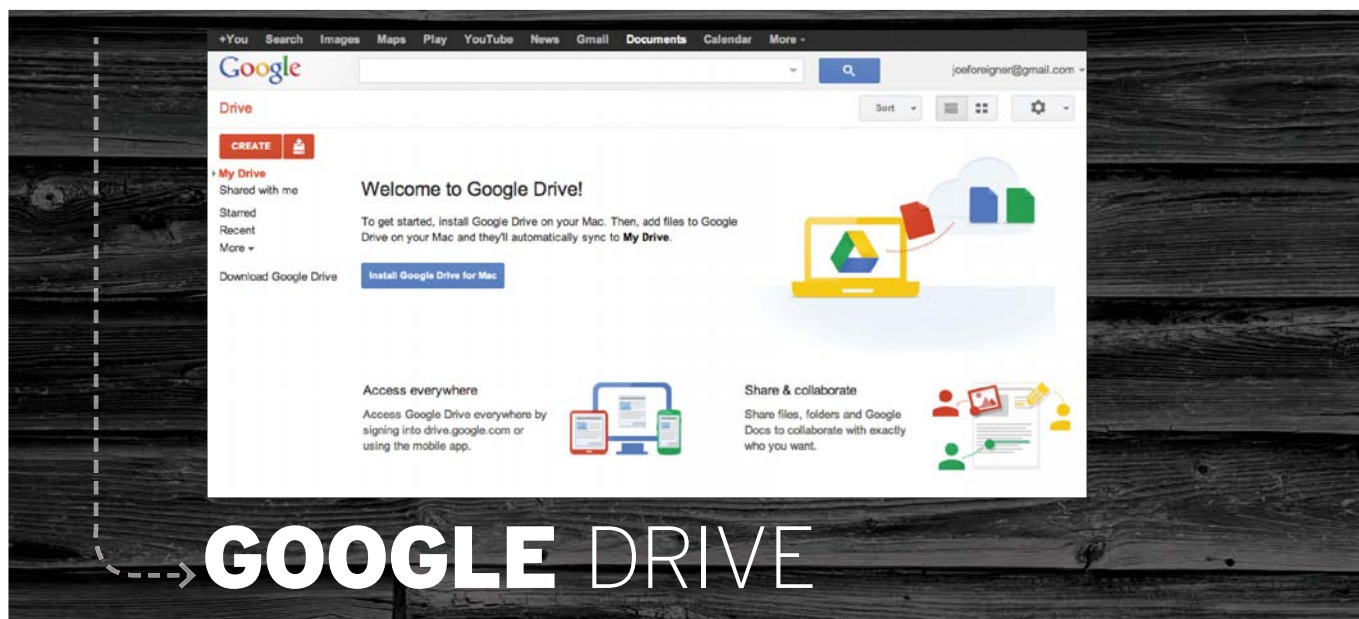 +You Search Images Maps Play YouTube News Gmail Documents Calendar More
Google
joeforeigner@gmail.com
Drive
Sort
CREATE
My Drive
Shared with me
Starred
Recent
More
Download Google Drive
Welcome to Google Drive!
To get started, install Google Drive on your Mac. Then, add files to Google
Drive on your Mac and they'll automatically sync to My Drive.
Install Google Drive for Mac
Access everywhere
Access Google Drive everywhere by
signing into drive.google.com or
using the mobile app.
Share & collaborate
Share files, folders and Google
Docs to collaborate with exactly
who you want.
GOOGLE DRIVE